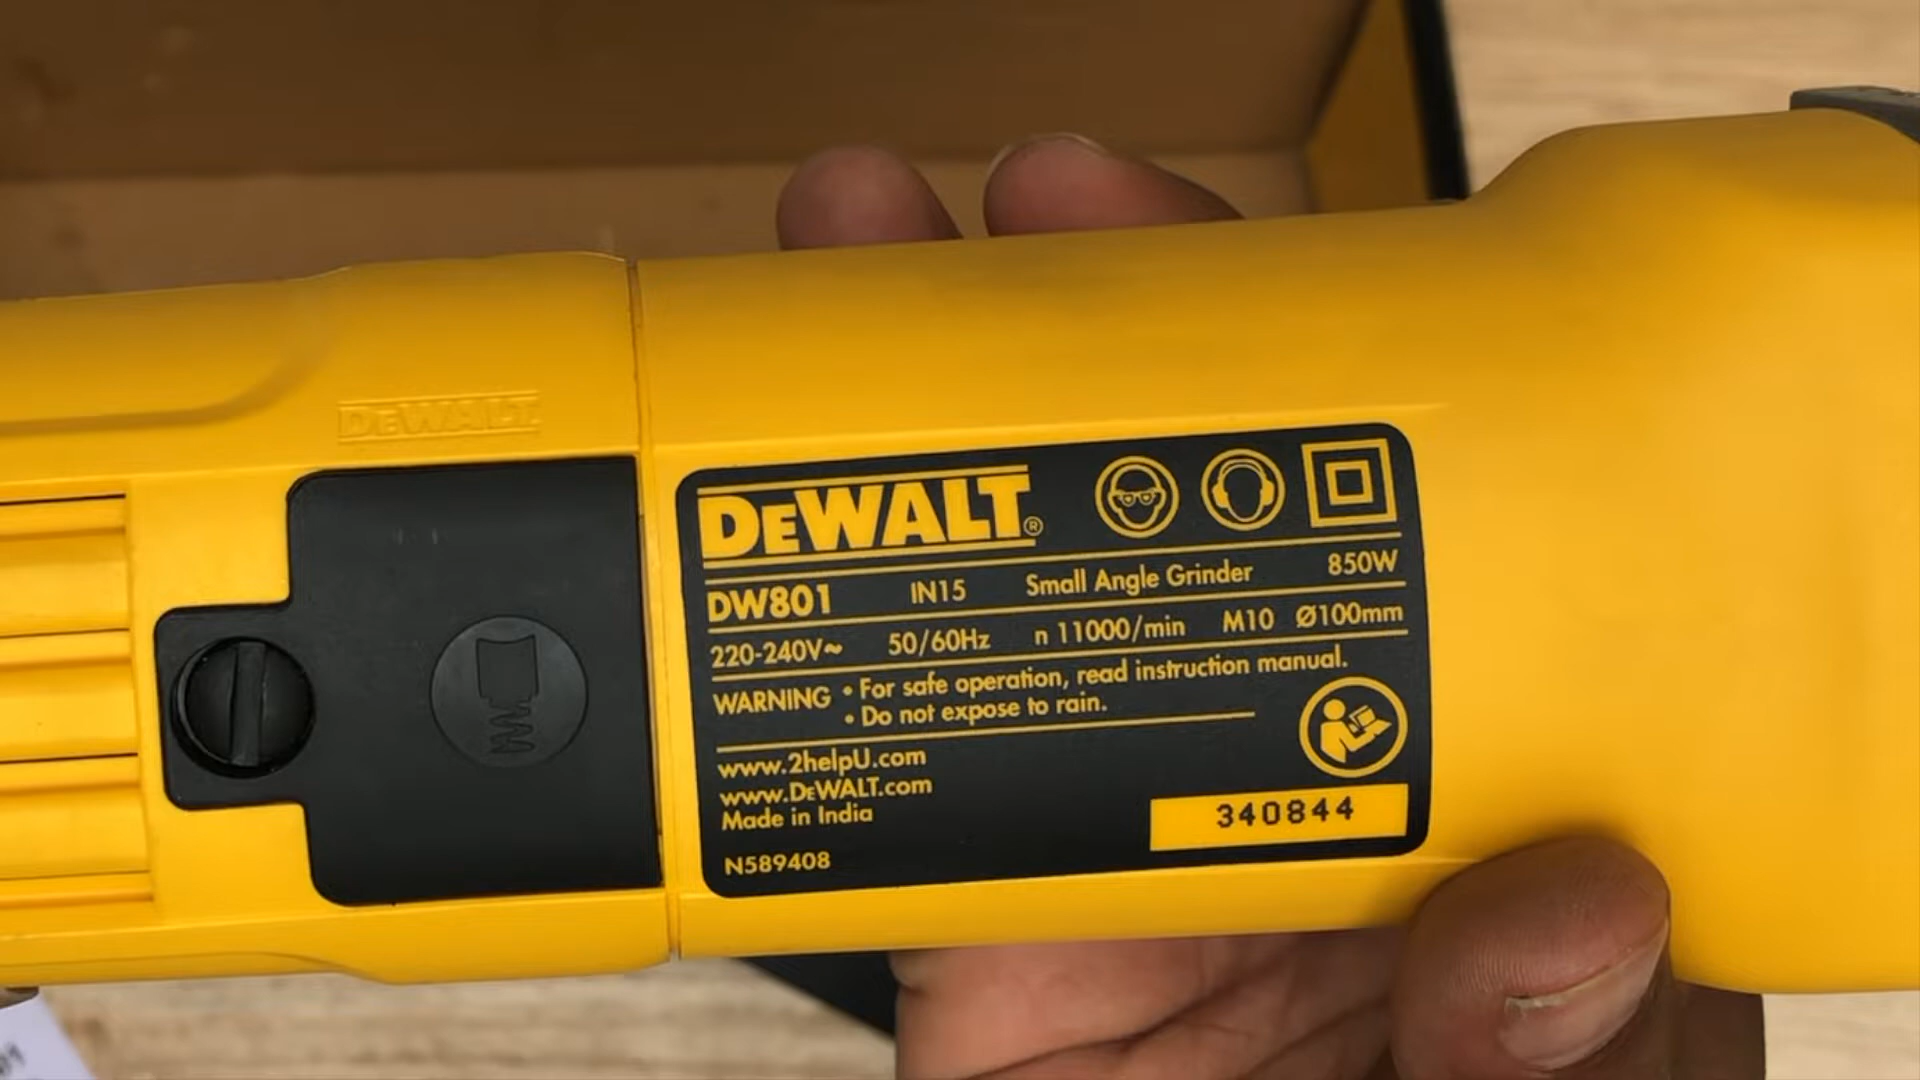 DEWALT
DEWALT®
DW801 IN15 Small Angle Grinder 850W
220-240V~ 50/60Hz n 11000/min M10 Ø100mm
WARNING • For safe operation, read instruction manual.
• Do not expose to rain.
www.2helpU.com
www.DEWALT.com
Made in India
340844
N589408